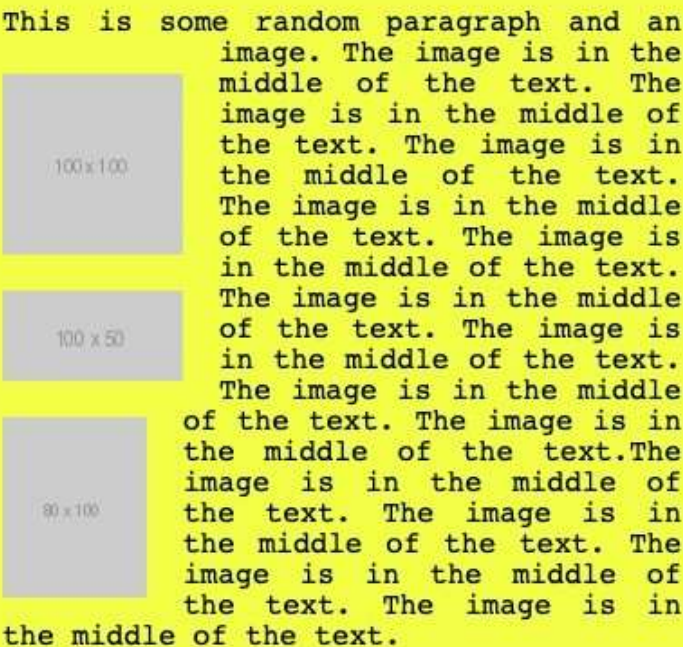 This is some random paragraph and an
image. The image is in the
middle of the text. The
image is in the middle of
the text. The image is in
the middle of the text.
The image is in the middle
of the text. The image is
in the middle of the text.
The image is in the middle
of the text. The image is
in the middle of the text.
The image is in the middle
of the text. The image is in
the middle of the text.The
image is in the middle of
the text. The image is in
the middle of the text. The
image is in the middle of
the text. The image is in
the middle of the text.
100 x 100
100 x 50
80 x 100